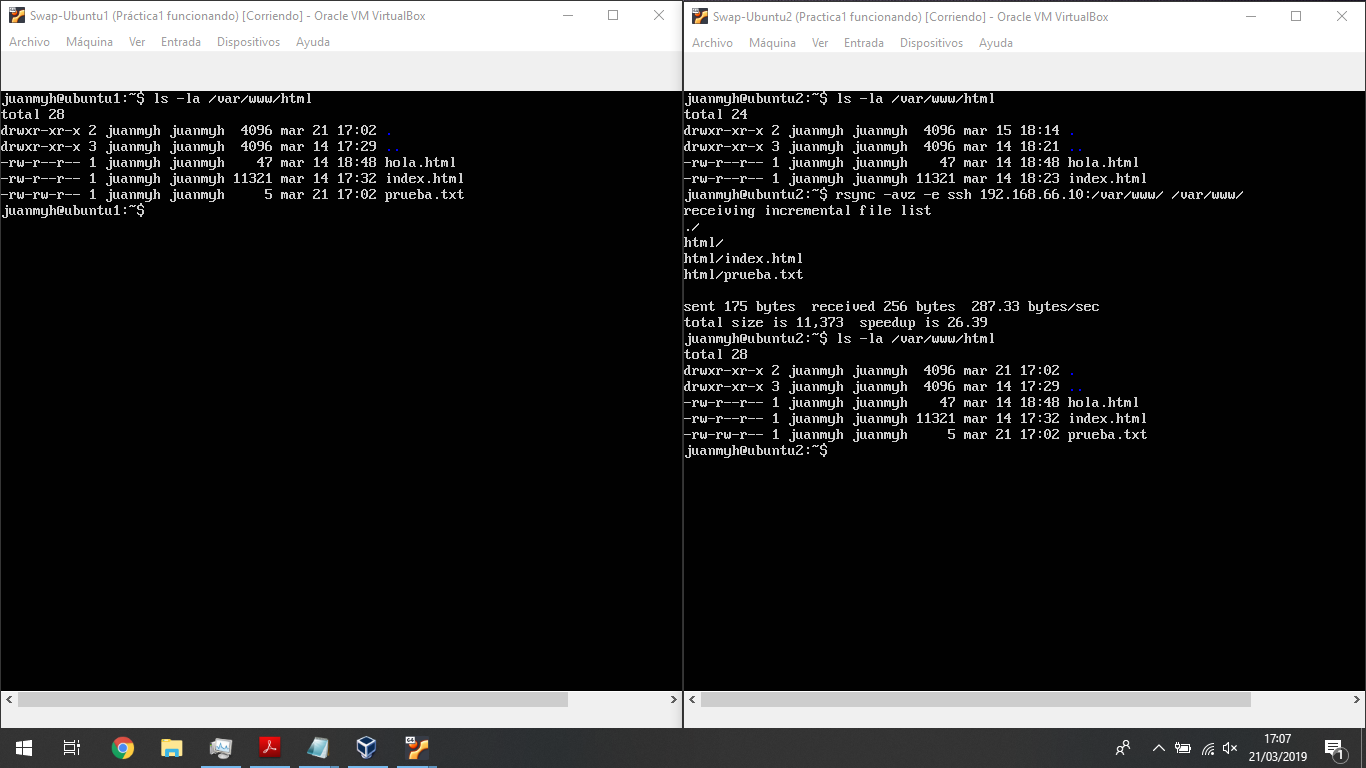 Swap-Ubuntu1 (Práctica1 funcionando) [Corriendo] - Oracle VM VirtualBox
Archivo Máquina Ver Entrada Dispositivos Ayuda
juanmyh@ubuntu1:~$ ls -la /var/www/html
total 28
drwxr-xr-x 2 juanmyh juanmyh  4096 mar 21 17:02 .
drwxr-xr-x 3 juanmyh juanmyh  4096 mar 14 17:29 ..
-rw-r--r-- 1 juanmyh juanmyh    47 mar 14 18:48 hola.html
-rw-r--r-- 1 juanmyh juanmyh 11321 mar 14 17:32 index.html
-rw-rw-r-- 1 juanmyh juanmyh     5 mar 21 17:02 prueba.txt
juanmyh@ubuntu1:~$
Swap-Ubuntu2 (Practica1 funcionando) [Corriendo] - Oracle VM VirtualBox
Archivo Máquina Ver Entrada Dispositivos Ayuda
juanmyh@ubuntu2:~$ ls -la /var/www/html
total 24
drwxr-xr-x 2 juanmyh juanmyh  4096 mar 15 18:14 .
drwxr-xr-x 3 juanmyh juanmyh  4096 mar 14 18:21 ..
-rw-r--r-- 1 juanmyh juanmyh    47 mar 14 18:48 hola.html
-rw-r--r-- 1 juanmyh juanmyh 11321 mar 14 18:23 index.html
juanmyh@ubuntu2:~$ rsync -avz -e ssh 192.168.66.10:/var/www/ /var/www/
receiving incremental file list
./
html/
html/index.html
html/prueba.txt
sent 175 bytes  received 256 bytes  287.33 bytes/sec
total size is 11,373  speedup is 26.39
juanmyh@ubuntu2:~$ ls -la /var/www/html
total 28
drwxr-xr-x 2 juanmyh juanmyh  4096 mar 21 17:02 .
drwxr-xr-x 3 juanmyh juanmyh  4096 mar 14 17:29 ..
-rw-r--r-- 1 juanmyh juanmyh    47 mar 14 18:48 hola.html
-rw-r--r-- 1 juanmyh juanmyh 11321 mar 14 17:32 index.html
-rw-rw-r-- 1 juanmyh juanmyh     5 mar 21 17:02 prueba.txt
juanmyh@ubuntu2:~$
17:07
21/03/2019
1